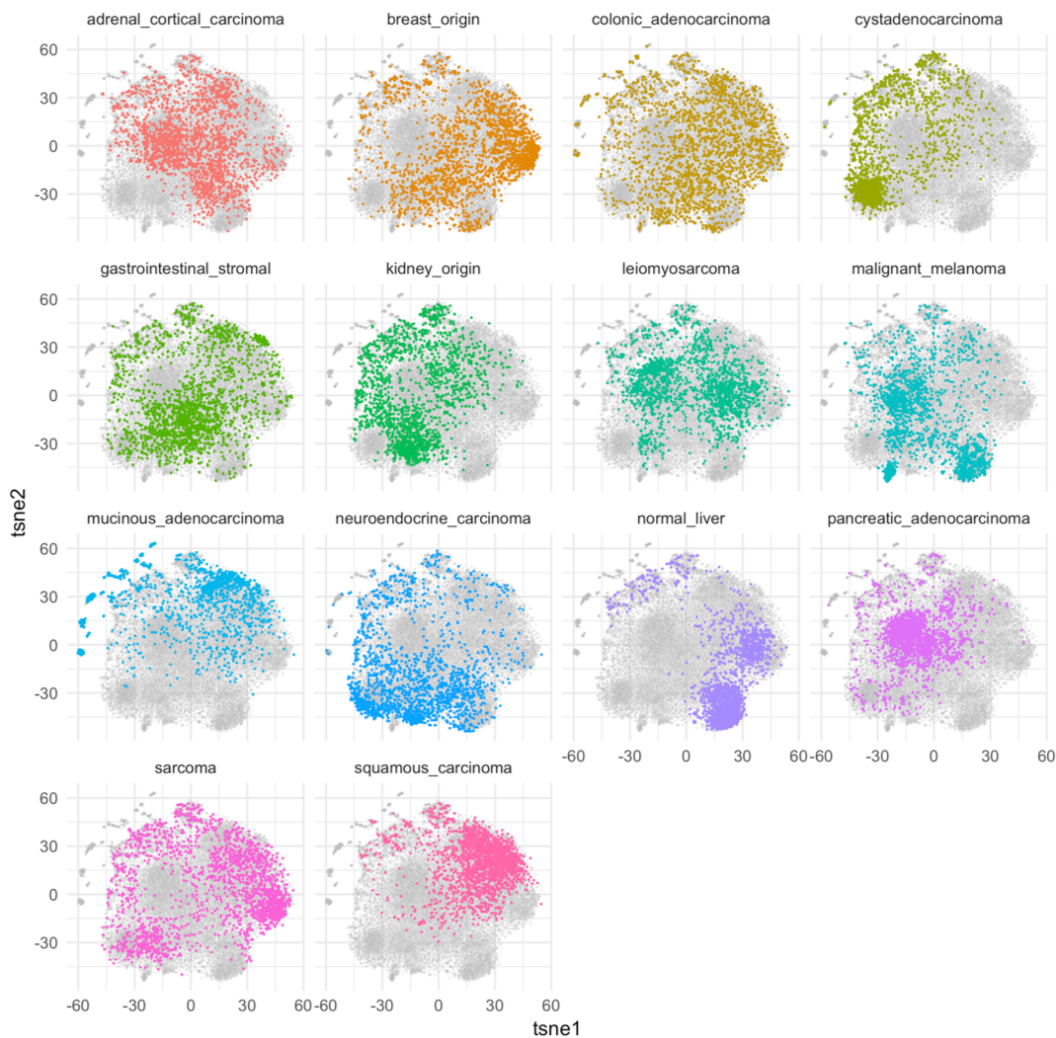 adrenal_cortical_carcinoma breast_origin colonic_adenocarcinoma cystadenocarcinoma
60
30
0
-30
gastrointestinal_stromal kidney_origin leiomyosarcoma malignant_melanoma
60
30
0
-30
mucinous_adenocarcinoma neuroendocrine_carcinoma normal_liver pancreatic_adenocarcinoma
60
30
0
-30
-60 -30 0 30 60 -60 -30 0 30 60
sarcoma squamous_carcinoma
60
30
0
-30
-60 -30 0 30 60 -60 -30 0 30 60
tsne2
tsne1